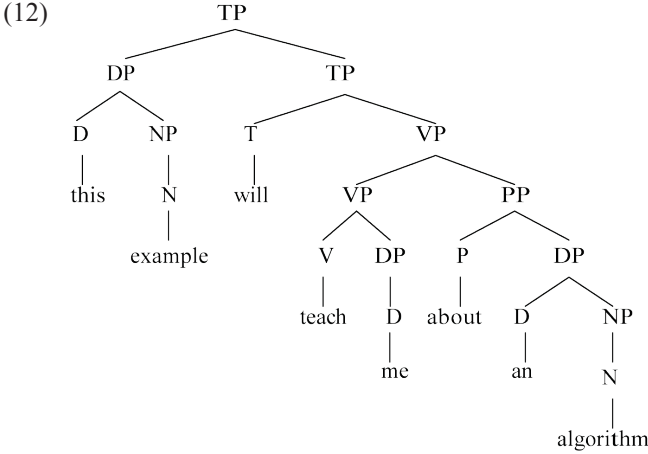 (12) TP
DP TP
D NP T VP
this N will VP PP
example V DP P DP
teach D about D NP
me an N
algorithm